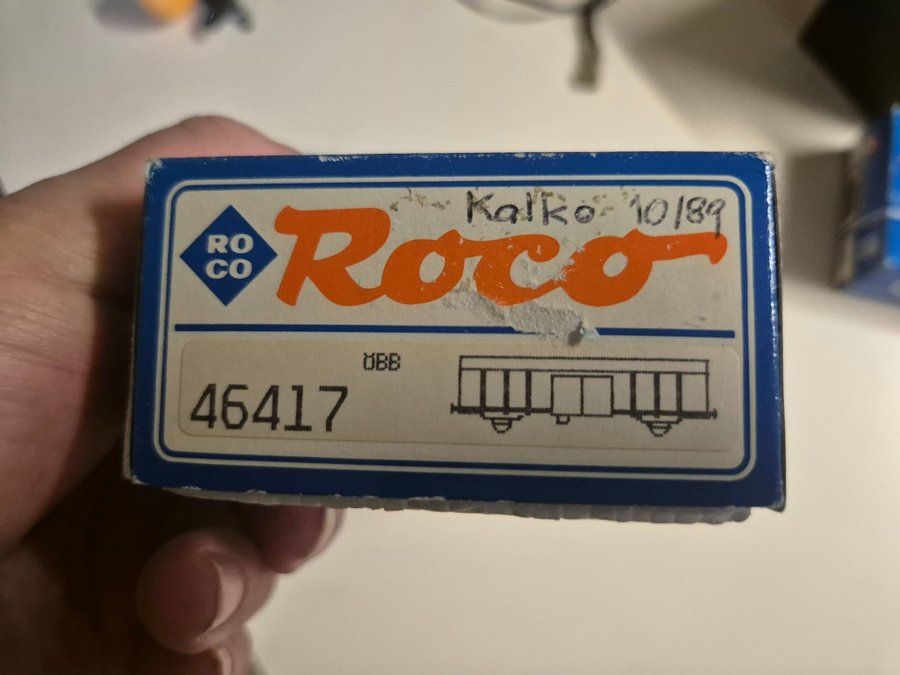 Kalko 10/89
RO
CO
Roco
ÖBB
46417